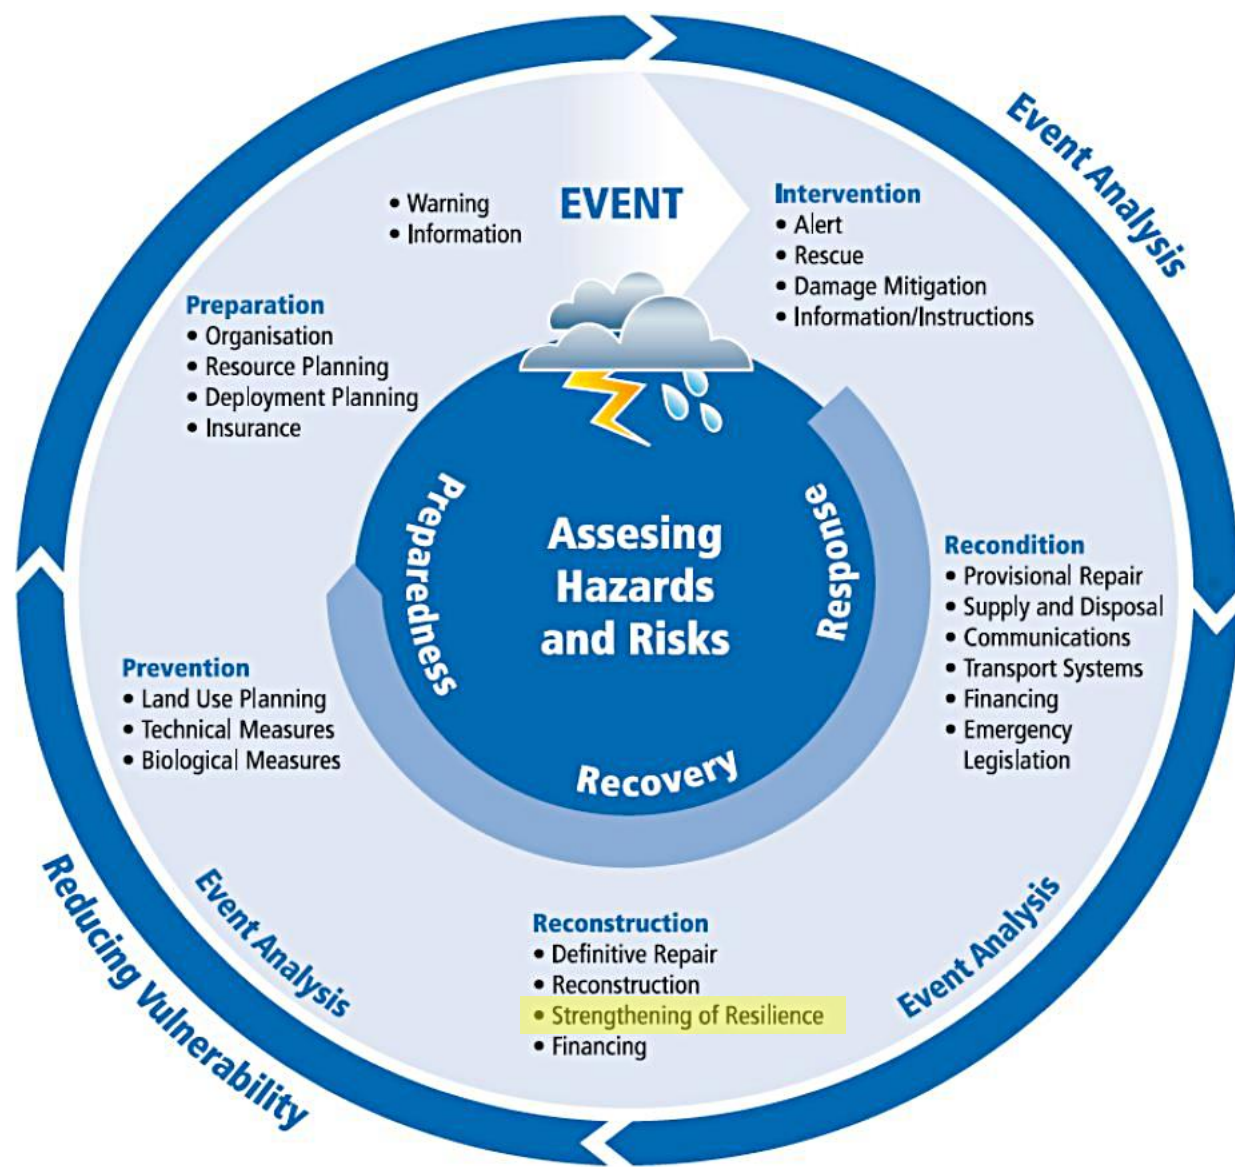 Event Analysis
EVENT
• Warning
• Information
Intervention
• Alert
• Rescue
• Damage Mitigation
• Information/Instructions
Preparation
• Organisation
• Resource Planning
• Deployment Planning
• Insurance
Preparedness
Assesing
Hazards
and Risks
Response
Recovery
Recondition
• Provisional Repair
• Supply and Disposal
• Communications
• Transport Systems
• Financing
• Emergency
Legislation
Prevention
• Land Use Planning
• Technical Measures
• Biological Measures
Reducing Vulnerability
Event Analysis
Reconstruction
• Definitive Repair
• Reconstruction
• Strengthening of Resilience
• Financing
Event Analysis